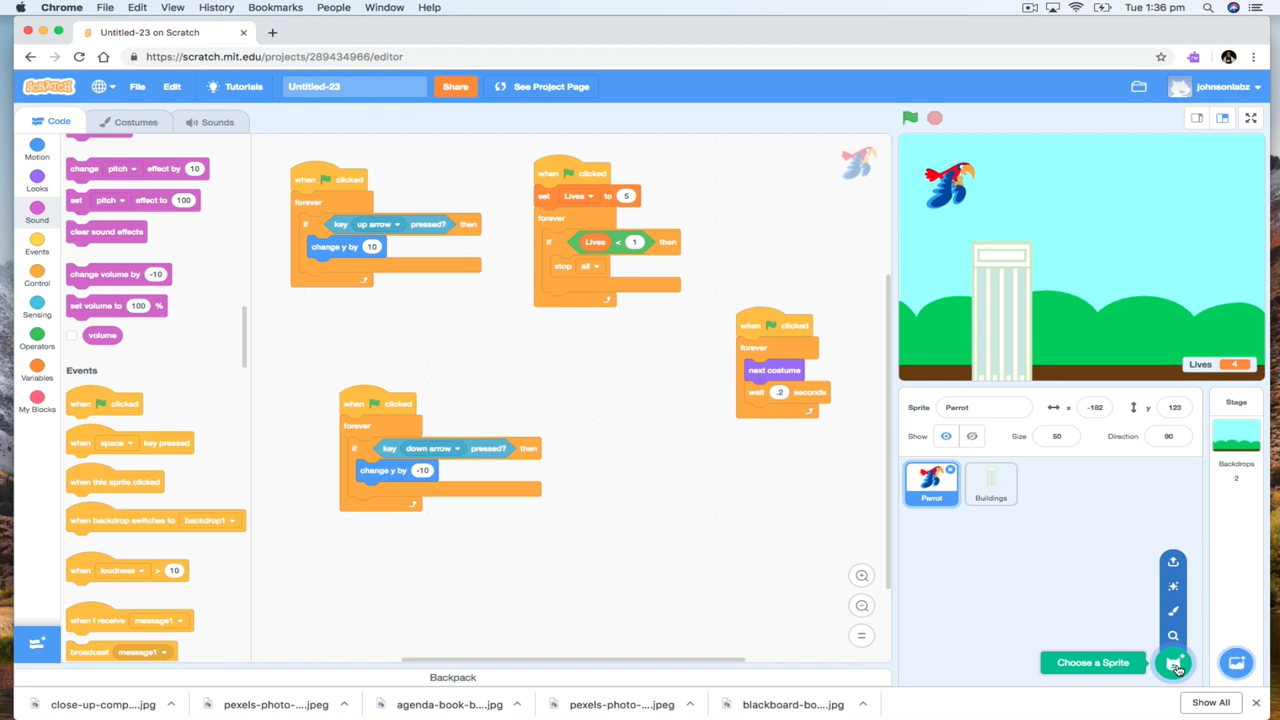 Chrome File Edit View History Bookmarks People Window Help Tue 1:36 pm
Untitled-23 on Scratch
https://scratch.mit.edu/projects/289434966/editor
SCRATCH File Edit Tutorials Untitled-23 Share See Project Page johnsonlabz
Code Costumes Sounds
Motion
Looks
Sound
Events
Control
Sensing
Operators
Variables
My Blocks
change pitch effect by 10
set pitch effect to 100
clear sound effects
change volume by -10
set volume to 100 %
volume
Events
when clicked
when space key pressed
when this sprite clicked
when backdrop switches to backdrop1
when loudness > 10
when I receive message1
broadcast message1
when clicked
forever
if key up arrow pressed? then
change y by 10
when clicked
set Lives to 5
forever
if Lives < 1 then
stop all
when clicked
forever
next costume
wait .2 seconds
when clicked
forever
if key down arrow pressed? then
change y by -10
Lives 4
Sprite Parrot x -182 y 123
Show Size 50 Direction 90
Parrot
Buildings
Stage
Backdrops
2
Choose a Sprite
Backpack
close-up-comp....jpg pexels-photo-....jpeg agenda-book-b....jpg pexels-photo-....jpeg blackboard-bo....jpg Show All